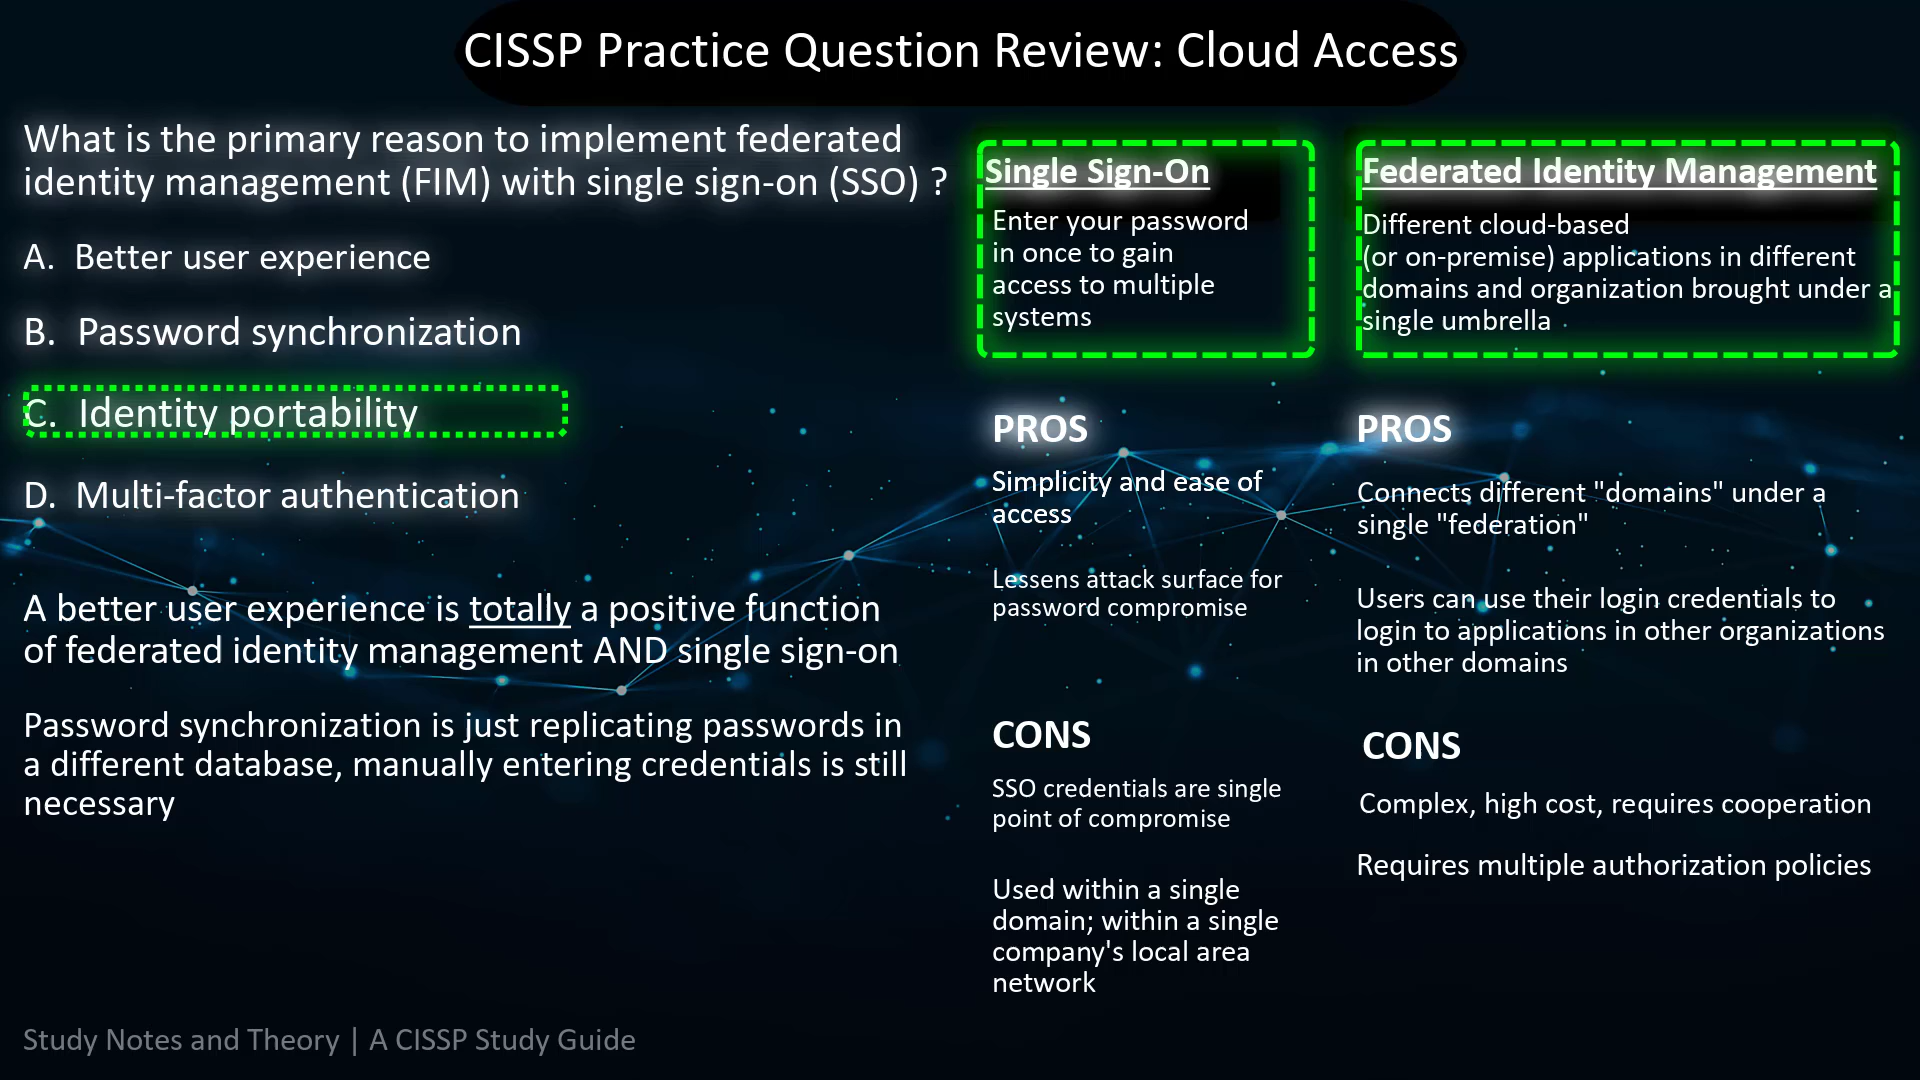 CISSP Practice Question Review: Cloud Access
What is the primary reason to implement federated
identity management (FIM) with single sign-on (SSO) ?
A. Better user experience
B. Password synchronization
C. Identity portability
D. Multi-factor authentication
A better user experience is totally a positive function
of federated identity management AND single sign-on
Password synchronization is just replicating passwords in
a different database, manually entering credentials is still
necessary
Single Sign-On
Enter your password
in once to gain
access to multiple
systems
PROS
Simplicity and ease of
access
Lessens attack surface for
password compromise
CONS
SSO credentials are single
point of compromise
Used within a single
domain; within a single
company's local area
network
Federated Identity Management
Different cloud-based
(or on-premise) applications in different
domains and organization brought under a
single umbrella
PROS
Connects different "domains" under a
single "federation"
Users can use their login credentials to
login to applications in other organizations
in other domains
CONS
Complex, high cost, requires cooperation
Requires multiple authorization policies
Study Notes and Theory | A CISSP Study Guide